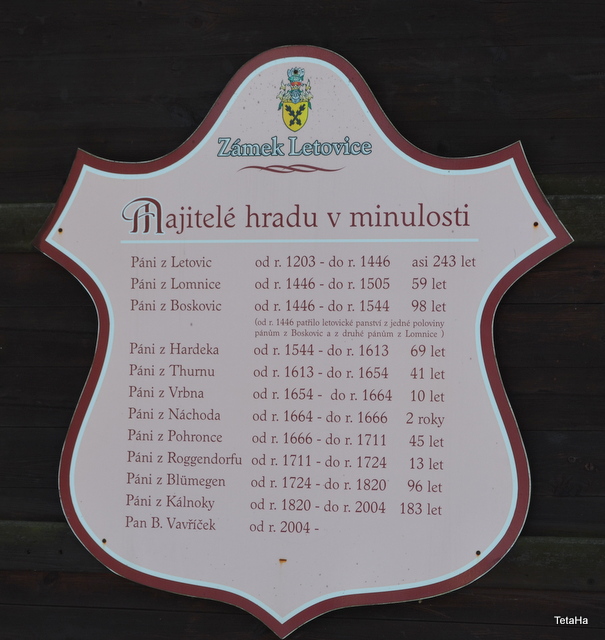 Zámek Letovice
Majitelé hradu v minulosti
Páni z Letovic od r. 1203 - do r. 1446 asi 243 let
Páni z Lomnice od r. 1446 - do r. 1505 59 let
Páni z Boskovic od r. 1446 - do r. 1544 98 let
(od r. 1446 patřilo letovické panství z jedné poloviny
pánům z Boskovic a z druhé pánům z Lomnice )
Páni z Hardeka od r. 1544 - do r. 1613 69 let
Páni z Thurnu od r. 1613 - do r. 1654 41 let
Páni z Vrbna od r. 1654 - do r. 1664 10 let
Páni z Náchoda od r. 1664 - do r. 1666 2 roky
Páni z Pohronce od r. 1666 - do r. 1711 45 let
Páni z Roggendorfu od r. 1711 - do r. 1724 13 let
Páni z Blümegen od r. 1724 - do r. 1820 96 let
Páni z Kálnoky od r. 1820 - do r. 2004 183 let
Pan B. Vavříček od r. 2004 -
TetaHa